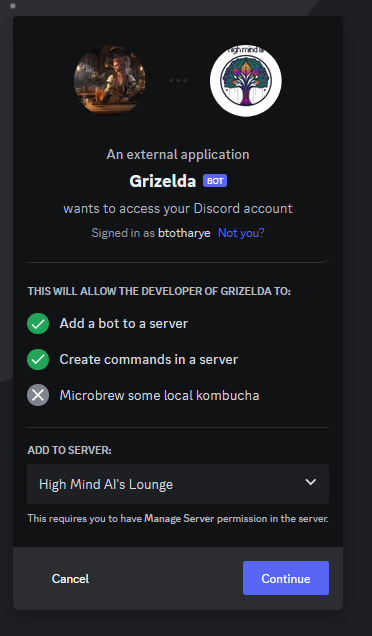 high mind ai
An external application
Grizelda BOT
wants to access your Discord account
Signed in as btotharye Not you?
THIS WILL ALLOW THE DEVELOPER OF GRIZELDA TO:
Add a bot to a server
Create commands in a server
Microbrew some local kombucha
ADD TO SERVER:
High Mind AI's Lounge
This requires you to have Manage Server permission in the server.
Cancel Continue